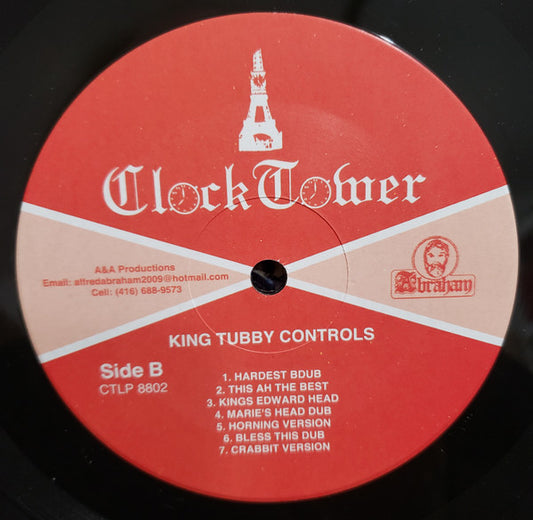 Clock Tower
A&A Productions
Email: alfredabraham2009@hotmail.com
Cell: (416) 688-9573
Abraham
KING TUBBY CONTROLS
Side B
CTLP 8802
1. HARDEST BDUB
2. THIS AH THE BEST
3. KINGS EDWARD HEAD
4. MARIE'S HEAD DUB
5. HORNING VERSION
6. BLESS THIS DUB
7. CRABBIT VERSION